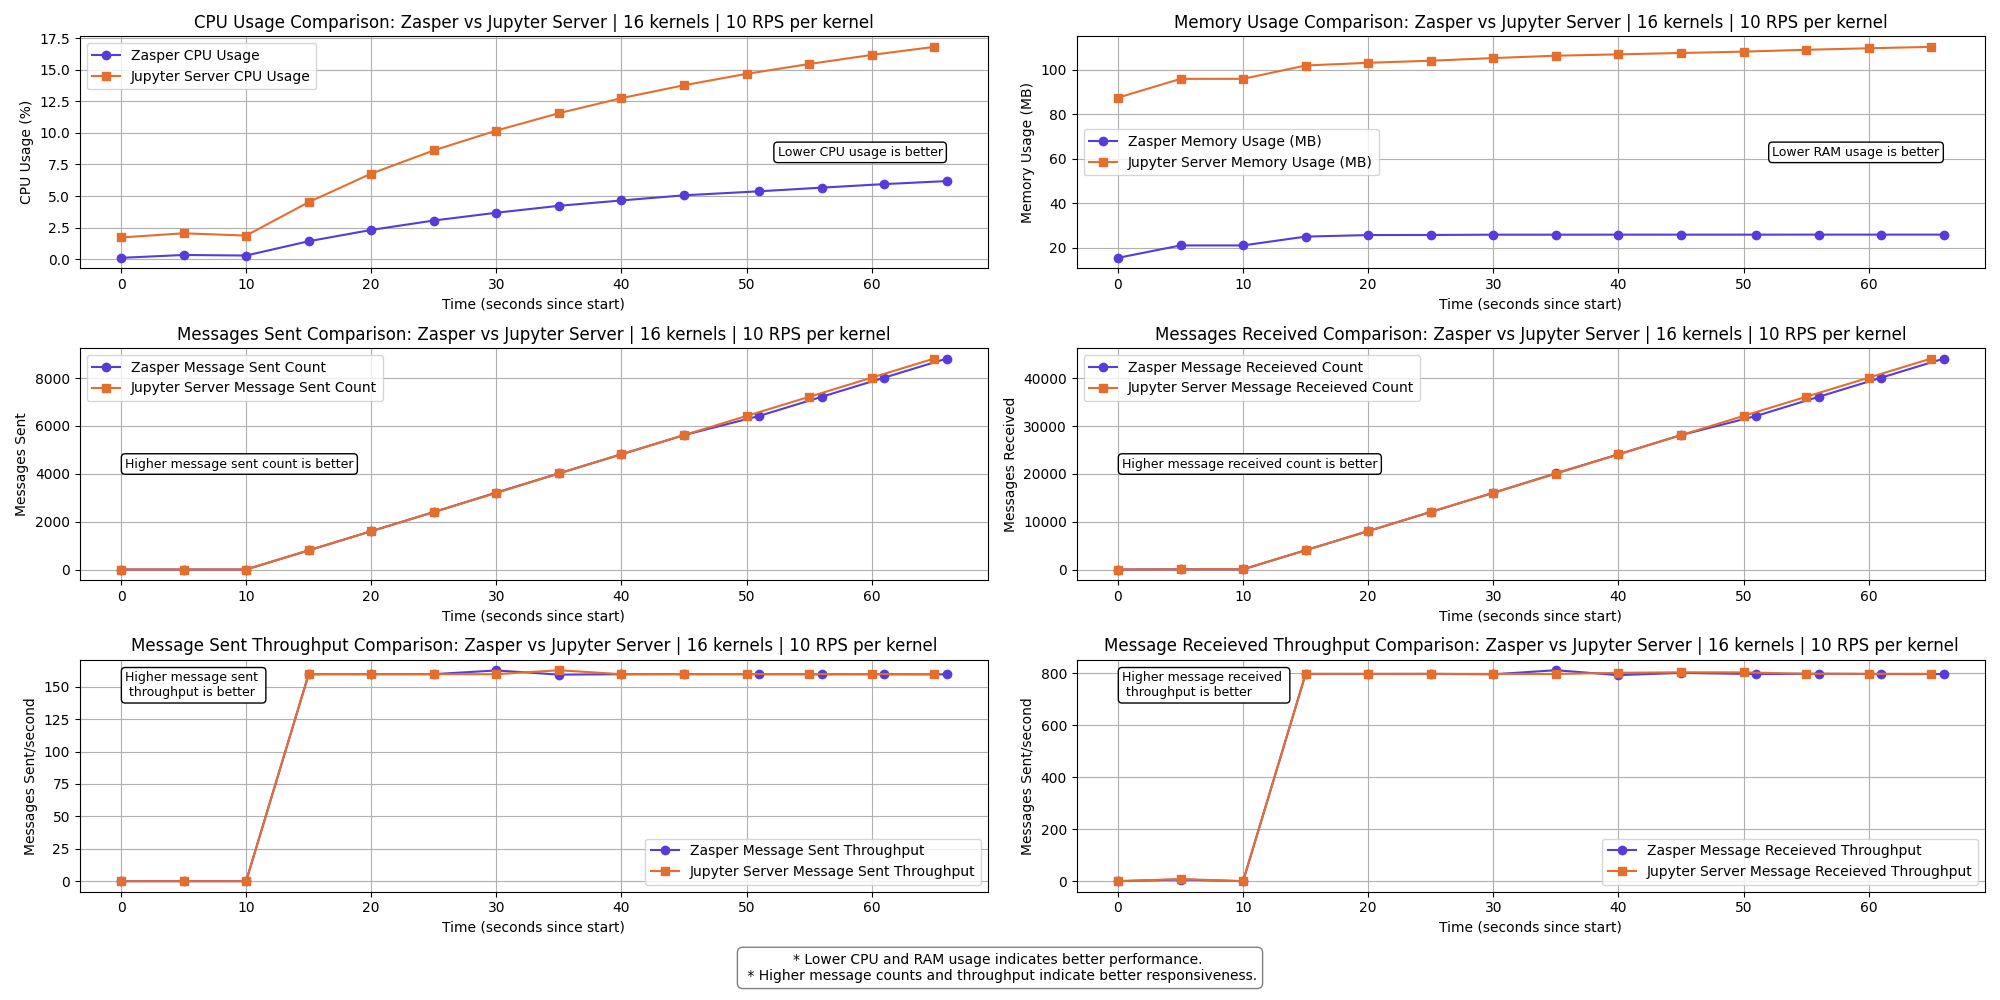 CPU Usage Comparison: Zasper vs Jupyter Server | 16 kernels | 10 RPS per kernel
Zasper CPU Usage
Jupyter Server CPU Usage
Lower CPU usage is better
CPU Usage (%)
17.5
15.0
12.5
10.0
7.5
5.0
2.5
0.0
0 10 20 30 40 50 60
Time (seconds since start)
Memory Usage Comparison: Zasper vs Jupyter Server | 16 kernels | 10 RPS per kernel
Zasper Memory Usage (MB)
Jupyter Server Memory Usage (MB)
Lower RAM usage is better
Memory Usage (MB)
100
80
60
40
20
0 10 20 30 40 50 60
Time (seconds since start)
Messages Sent Comparison: Zasper vs Jupyter Server | 16 kernels | 10 RPS per kernel
Zasper Message Sent Count
Jupyter Server Message Sent Count
Higher message sent count is better
Messages Sent
8000
6000
4000
2000
0
0 10 20 30 40 50 60
Time (seconds since start)
Messages Received Comparison: Zasper vs Jupyter Server | 16 kernels | 10 RPS per kernel
Zasper Message Receieved Count
Jupyter Server Message Receieved Count
Higher message received count is better
Messages Received
40000
30000
20000
10000
0
0 10 20 30 40 50 60
Time (seconds since start)
Message Sent Throughput Comparison: Zasper vs Jupyter Server | 16 kernels | 10 RPS per kernel
Higher message sent
throughput is better
Zasper Message Sent Throughput
Jupyter Server Message Sent Throughput
Messages Sent/second
150
125
100
75
50
25
0
0 10 20 30 40 50 60
Time (seconds since start)
Message Receieved Throughput Comparison: Zasper vs Jupyter Server | 16 kernels | 10 RPS per kernel
Higher message received
throughput is better
Zasper Message Receieved Throughput
Jupyter Server Message Receieved Throughput
Messages Sent/second
800
600
400
200
0
0 10 20 30 40 50 60
Time (seconds since start)
* Lower CPU and RAM usage indicates better performance.
* Higher message counts and throughput indicate better responsiveness.